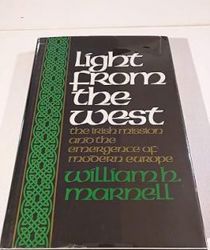 light
from
the
west
the irish mission
and the
emergence of
modern europe
william h.
marnell